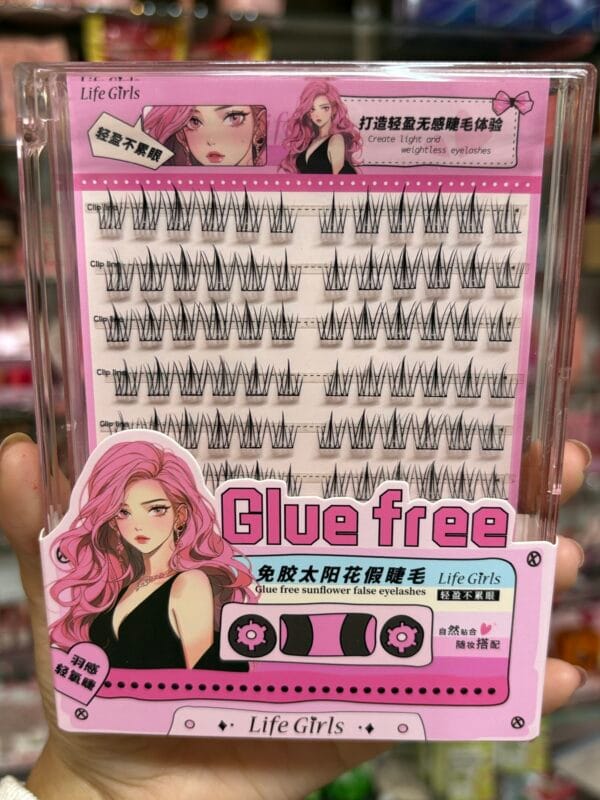 Life Girls
轻盈不累眼
打造轻盈无感睫毛体验
Create light and
weightless eyelashes
Clip line
Clip line
Clip line
Clip line
Clip line
Glue free
免胶太阳花假睫毛
Glue free sunflower false eyelashes
Life Girls
轻盈不累眼
自然贴合
随妆搭配
羽感
轻氧睫
Life Girls